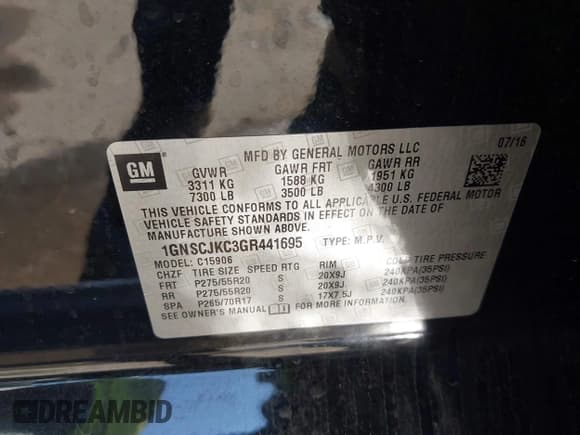 MFD BY GENERAL MOTORS LLC 07/16
GM GVWR GAWR FRT GAWR RR
3311 KG 1588 KG 1951 KG
7300 LB 3500 LB 4300 LB
THIS VEHICLE CONFORMS TO ALL APPLICABLE U.S. FEDERAL MOTOR
VEHICLE SAFETY AND THEFT PREVENTION STANDARDS IN EFFECT ON THE DATE OF
MANUFACTURE SHOWN ABOVE.
1GNSCJKC3GR441695 TYPE: M.P.V.
MODEL: C15906
CHZF TIRE SIZE SPEED RTG RIM COLD TIRE PRESSURE
FRT P275/55R20 S 20X9J 240KPA(35PSI)
RR P275/55R20 S 20X9J 240KPA(35PSI)
SPA P265/70R17 S 17X7.5J 240KPA(35PSI)
SEE OWNER'S MANUAL FOR MORE INFORMATION.
DREAMBID